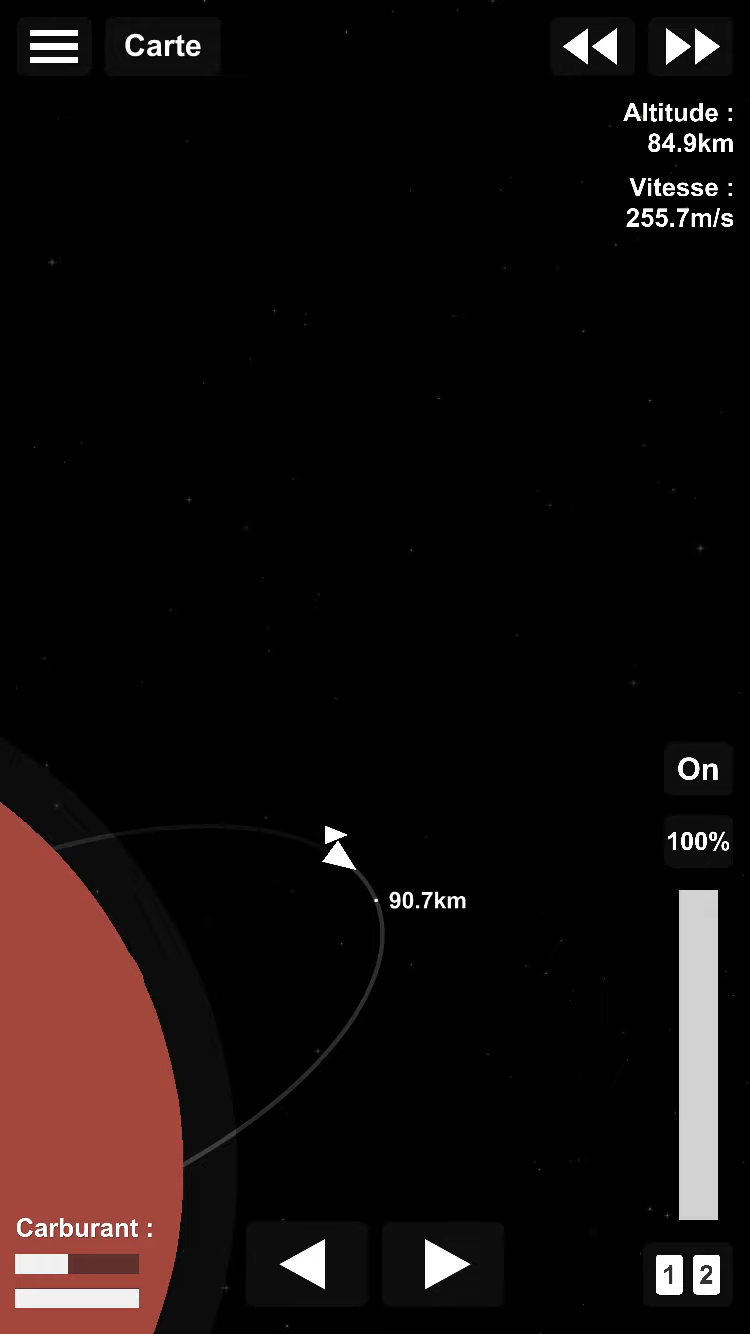 Carte
Altitude :
84.9km
Vitesse :
255.7m/s
On
100%
90.7km
Carburant :
1 2